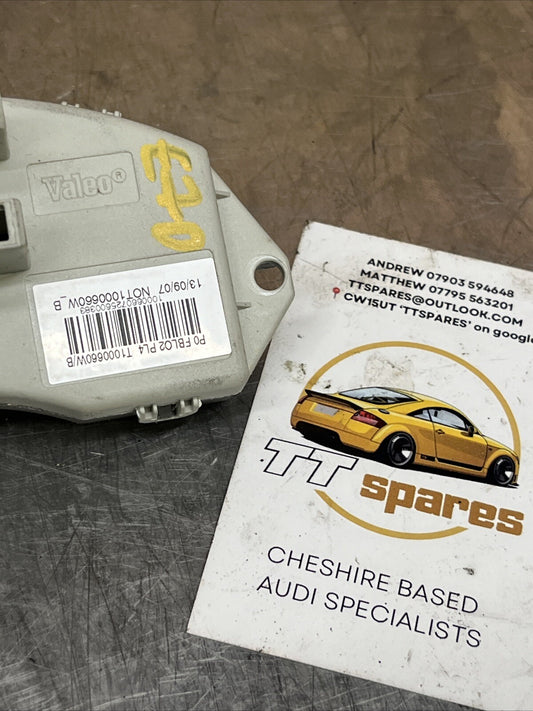 Valeo®
13/09/07 NOT1000660W_B
P0 FBL02 PL4 T1000660W/B
ANDREW 07903 594648
MATTHEW 07795 563201
TTSPARES@OUTLOOK.COM
CW15UT 'TTSPARES' on google
TT spares
CHESHIRE BASED
AUDI SPECIALISTS